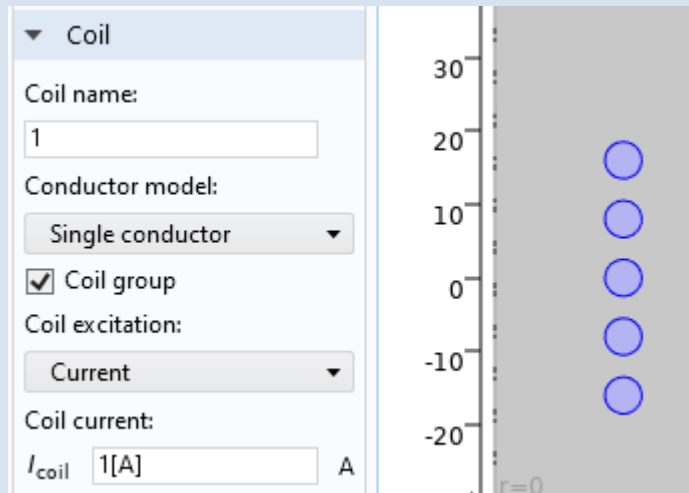 Coil
Coil name:
1
Conductor model:
Single conductor
Coil group
Coil excitation:
Current
Coil current:
Icoil 1[A] A
30
20
10
0
-10
-20
r=0